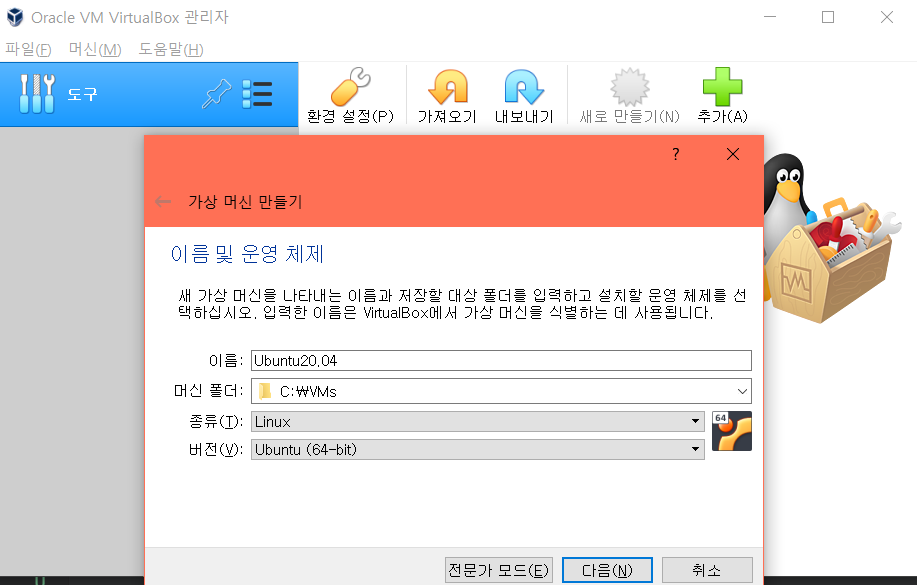 Oracle VM VirtualBox 관리자
파일(F) 머신(M) 도움말(H)
도구
환경 설정(P) 가져오기 내보내기 새로 만들기(N) 추가(A)
?
가상 머신 만들기
이름 및 운영 체제
새 가상 머신을 나타내는 이름과 저장할 대상 폴더를 입력하고 설치할 운영 체제를 선
택하십시오. 입력한 이름은 VirtualBox에서 가상 머신을 식별하는 데 사용됩니다.
이름: Ubuntu20.04
머신 폴더: C:₩VMs
종류(T): Linux
64
버전(V): Ubuntu (64-bit)
전문가 모드(E) 다음(N) 취소